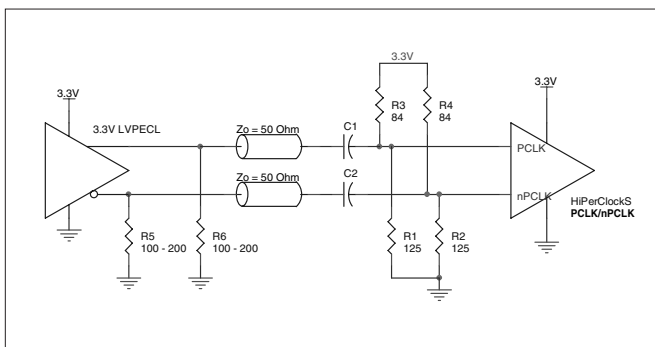 3.3V
3.3V
3.3V
3.3V LVPECL
R3
84
R4
84
Zo = 50 Ohm
C1
PCLK
Zo = 50 Ohm
C2
nPCLK
HiPerClockS
PCLK/nPCLK
R5
100 - 200
R6
100 - 200
R1
125
R2
125